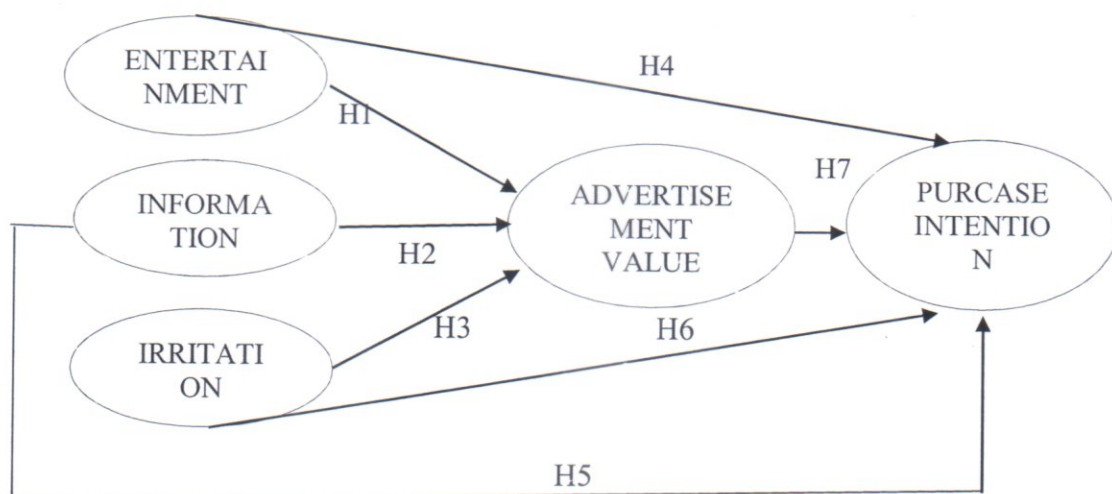 ENTERTAI
NMENT
H4
H1
INFORMA
TION
H2
ADVERTISE
MENT
VALUE
H7
PURCASE
INTENTIO
N
IRRITATI
ON
H3
H6
H5